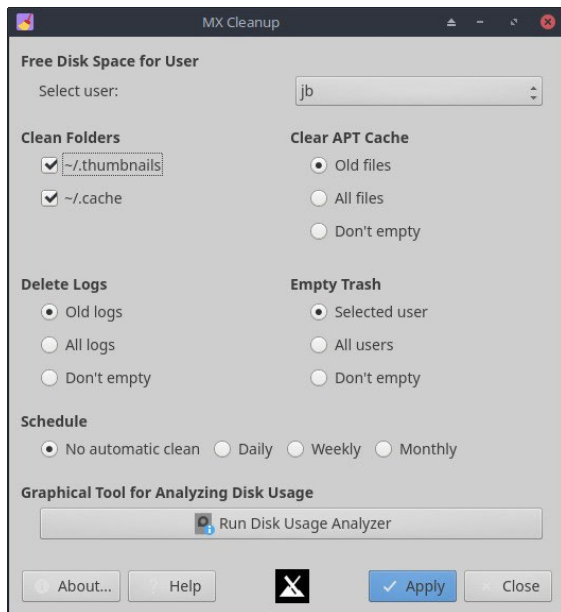 MX Cleanup
Free Disk Space for User
Select user: jb
Clean Folders
~/.thumbnails
~/.cache
Clear APT Cache
Old files
All files
Don't empty
Delete Logs
Old logs
All logs
Don't empty
Empty Trash
Selected user
All users
Don't empty
Schedule
No automatic clean Daily Weekly Monthly
Graphical Tool for Analyzing Disk Usage
Run Disk Usage Analyzer
About... Help Apply Close